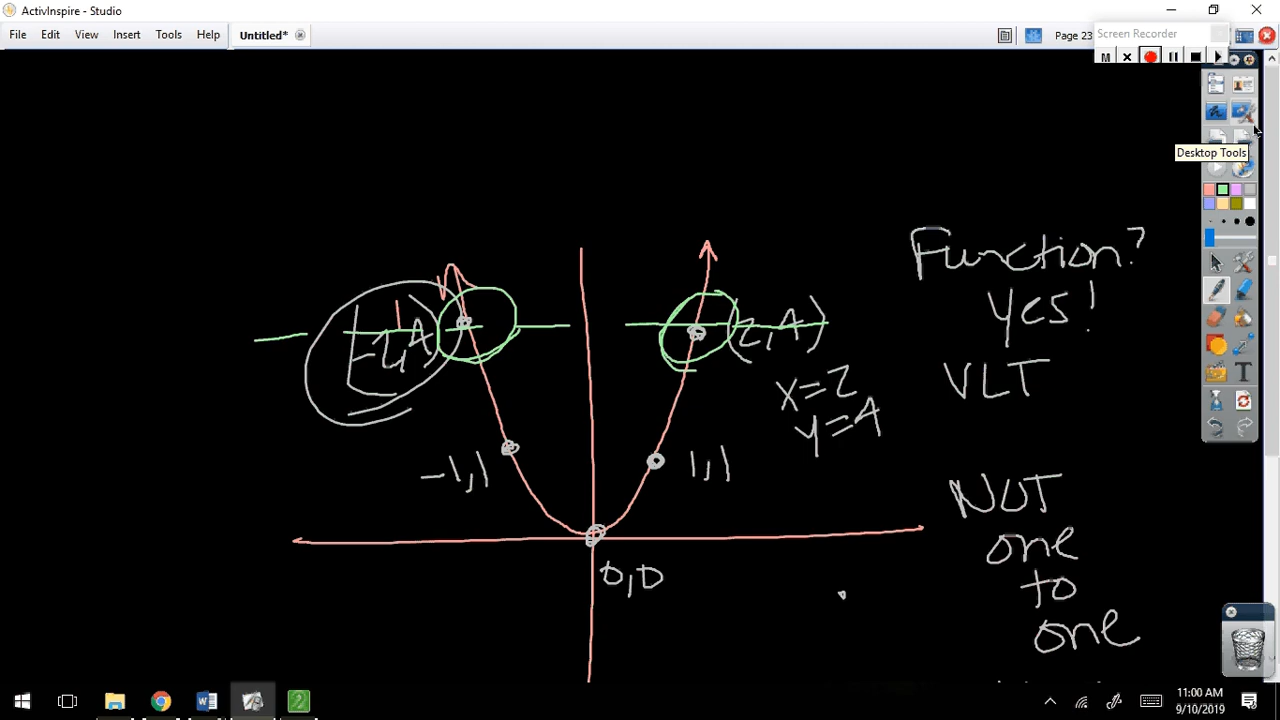 ActivInspire - Studio
File Edit View Insert Tools Help Untitled*
Page 23
Screen Recorder
M
Desktop Tools
T
Function?
Yes!
VLT
(2,4)
x=2
y=4
-2,4)
-1,1
1,1
0,0
NOT
one
to
one
11:00 AM
9/10/2019